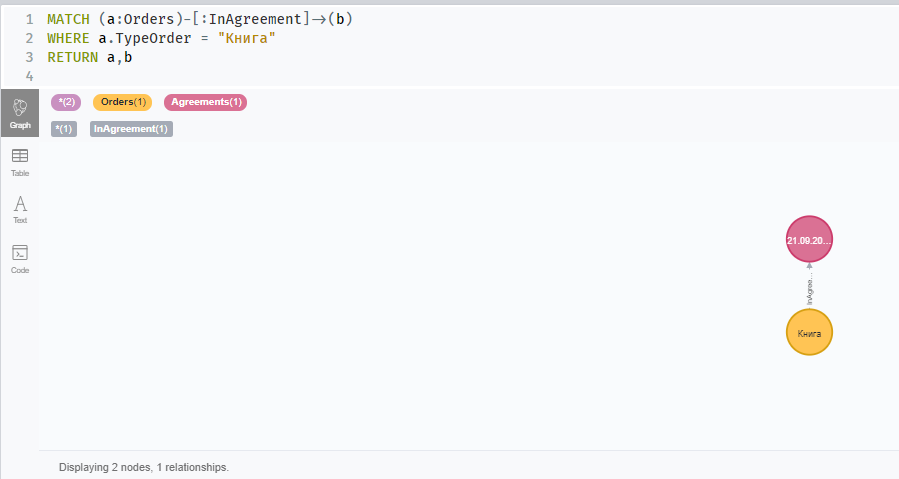 1 MATCH (a:Orders)-[:InAgreement]->(b)
2 WHERE a.TypeOrder = "Книга"
3 RETURN a,b
4
*(2) Orders(1) Agreements(1)
*(1) InAgreement(1)
Graph
Table
Text
Code
21.09.20...
InAgree...
Книга
Displaying 2 nodes, 1 relationships.